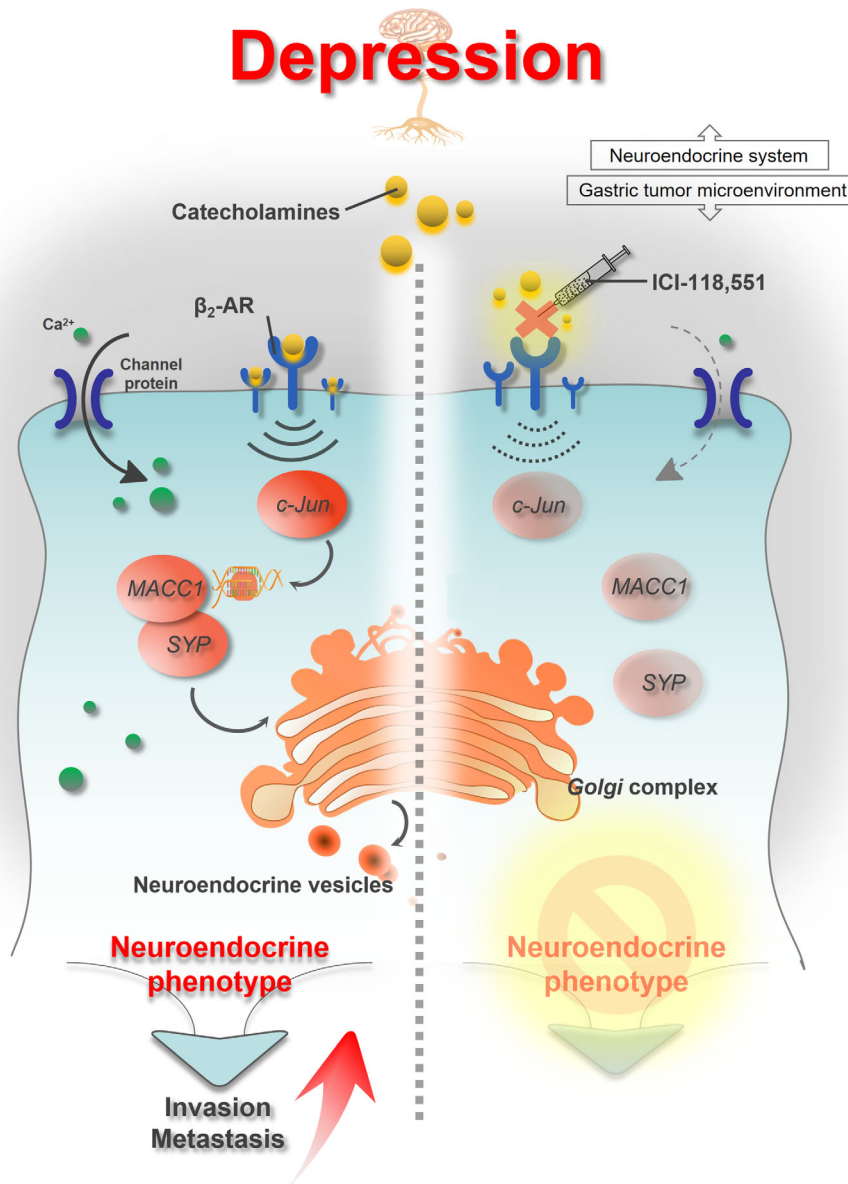 Depression
Neuroendocrine system
Gastric tumor microenvironment
Catecholamines
ICI-118,551
β₂-AR
Ca²⁺
Channel
protein
c-Jun
c-Jun
MACC1
MACC1
SYP
SYP
Golgi complex
Neuroendocrine vesicles
Neuroendocrine
phenotype
Neuroendocrine
phenotype
Invasion
Metastasis